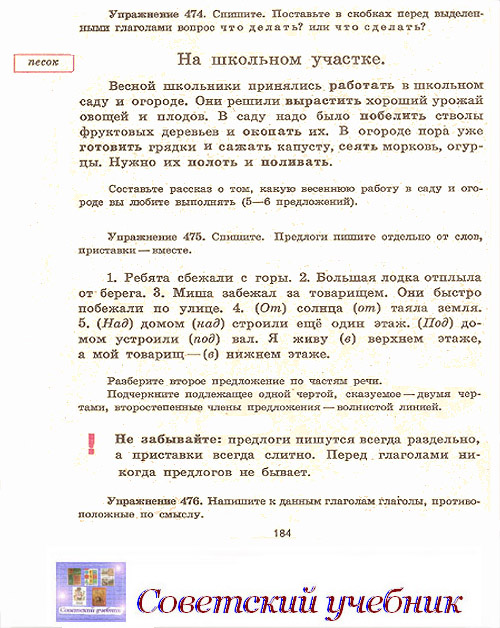 Упражнение 474. Спишите. Поставьте в скобках перед выделен-
ными глаголами вопрос что делать? или что сделать?
песок
На школьном участке.
Весной школьники принялись работать в школьном
саду и огороде. Они решили вырастить хороший урожай
овощей и плодов. В саду надо было побелить стволы
фруктовых деревьев и окопать их. В огороде пора уже
готовить грядки и сажать капусту, сеять морковь, огур-
цы. Нужно их полоть и поливать.
Составьте рассказ о том, какую весеннюю работу в саду и ого-
роде вы любите выполнять (5—6 предложений).
Упражнение 475. Спишите. Предлоги пишите отдельно от слов,
приставки — вместе.
1. Ребята сбежали с горы. 2. Большая лодка отплыла
от берега. 3. Миша забежал за товарищем. Они быстро
побежали по улице. 4. (От) солнца (от) таяла земля.
5. (Над) домом (над) строили ещё один этаж. (Под) до-
мом устроили (под) вал. Я живу (в) верхнем этаже,
а мой товарищ — (в) нижнем этаже.
Разберите второе предложение по частям речи.
Подчеркните подлежащее одной чертой, сказуемое — двумя чер-
тами, второстепенные члены предложения — волнистой линией.
! Не забывайте: предлоги пишутся всегда раздельно,
а приставки всегда слитно. Перед глаголами ни-
когда предлогов не бывает.
Упражнение 476. Напишите к данным глаголам глаголы, противо-
положные по смыслу.
184
Советский учебник
Советский учебник